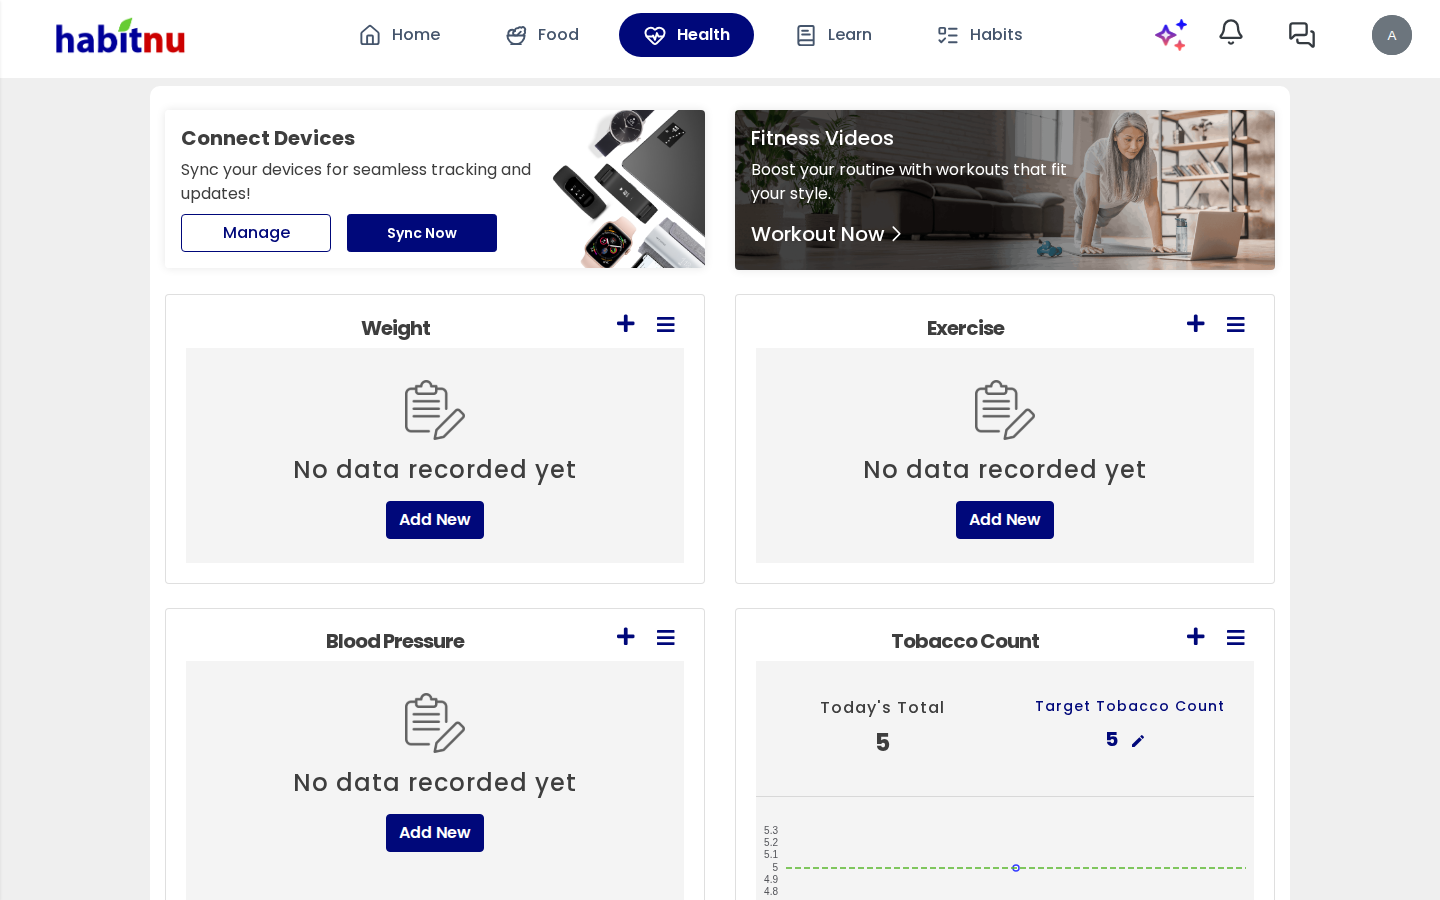 habitnu
Home
Food
Health
Learn
Habits
A
Connect Devices
Sync your devices for seamless tracking and
updates!
Manage
Sync Now
Fitness Videos
Boost your routine with workouts that fit
your style.
Workout Now
Weight
No data recorded yet
Add New
Exercise
No data recorded yet
Add New
Blood Pressure
No data recorded yet
Add New
Tobacco Count
Today's Total
5
Target Tobacco Count
5
5.3
5.2
5.1
5
4.9
4.8